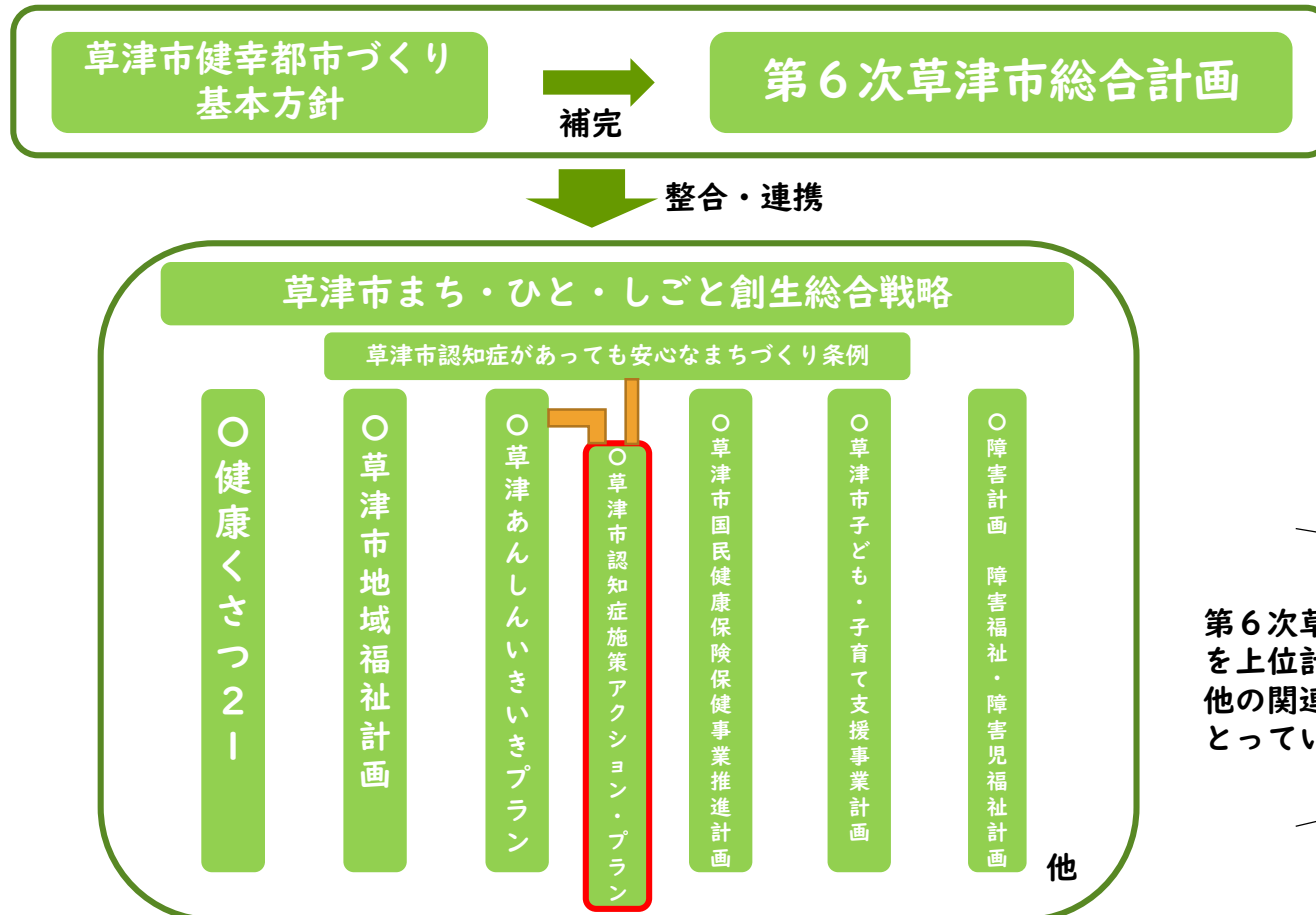 草津市健幸都市づくり
基本方針
補完
第６次草津市総合計画
整合・連携
草津市まち・ひと・しごと創生総合戦略
草津市認知症があっても安心なまちづくり条例
〇健康くさつ２１
〇草津市地域福祉計画
〇草津あんしんいきいきプラン
〇草津市認知症施策アクション・プラン
〇草津市国民健康保険保健事業推進計画
〇草津市子ども・子育て支援事業計画
〇障害計画　障害福祉・障害児福祉計画
他
第６次草
を上位計
他の関連
とってい